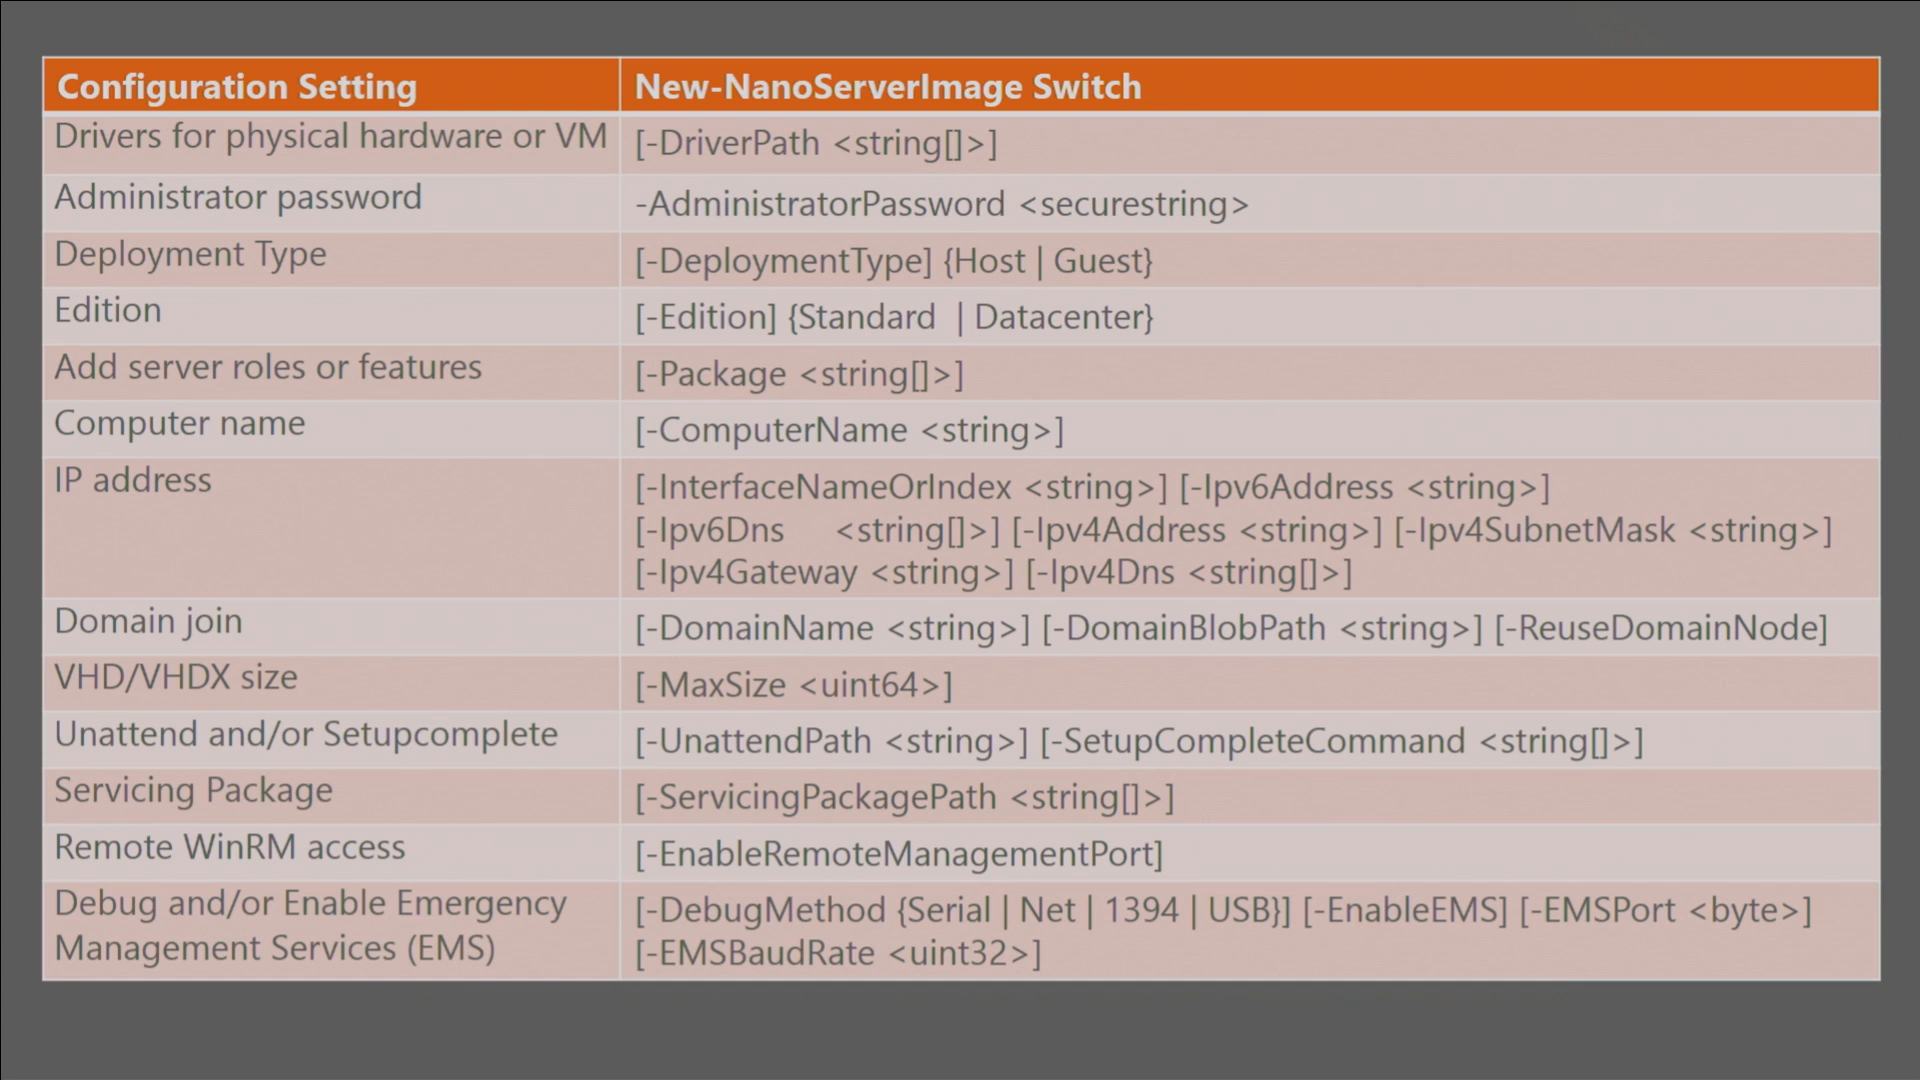 Configuration Setting
New-NanoServerImage Switch
Drivers for physical hardware or VM
[-DriverPath <string[]>]
Administrator password
-AdministratorPassword <securestring>
Deployment Type
[-DeploymentType] {Host | Guest}
Edition
[-Edition] {Standard  | Datacenter}
Add server roles or features
[-Package <string[]>]
Computer name
[-ComputerName <string>]
IP address
[-InterfaceNameOrIndex <string>] [-Ipv6Address <string>]
[-Ipv6Dns     <string[]>] [-Ipv4Address <string>] [-Ipv4SubnetMask <string>]
[-Ipv4Gateway <string>] [-Ipv4Dns <string[]>]
Domain join
[-DomainName <string>] [-DomainBlobPath <string>] [-ReuseDomainNode]
VHD/VHDX size
[-MaxSize <uint64>]
Unattend and/or Setupcomplete
[-UnattendPath <string>] [-SetupCompleteCommand <string[]>]
Servicing Package
[-ServicingPackagePath <string[]>]
Remote WinRM access
[-EnableRemoteManagementPort]
Debug and/or Enable Emergency
Management Services (EMS)
[-DebugMethod {Serial | Net | 1394 | USB}] [-EnableEMS] [-EMSPort <byte>]
[-EMSBaudRate <uint32>]